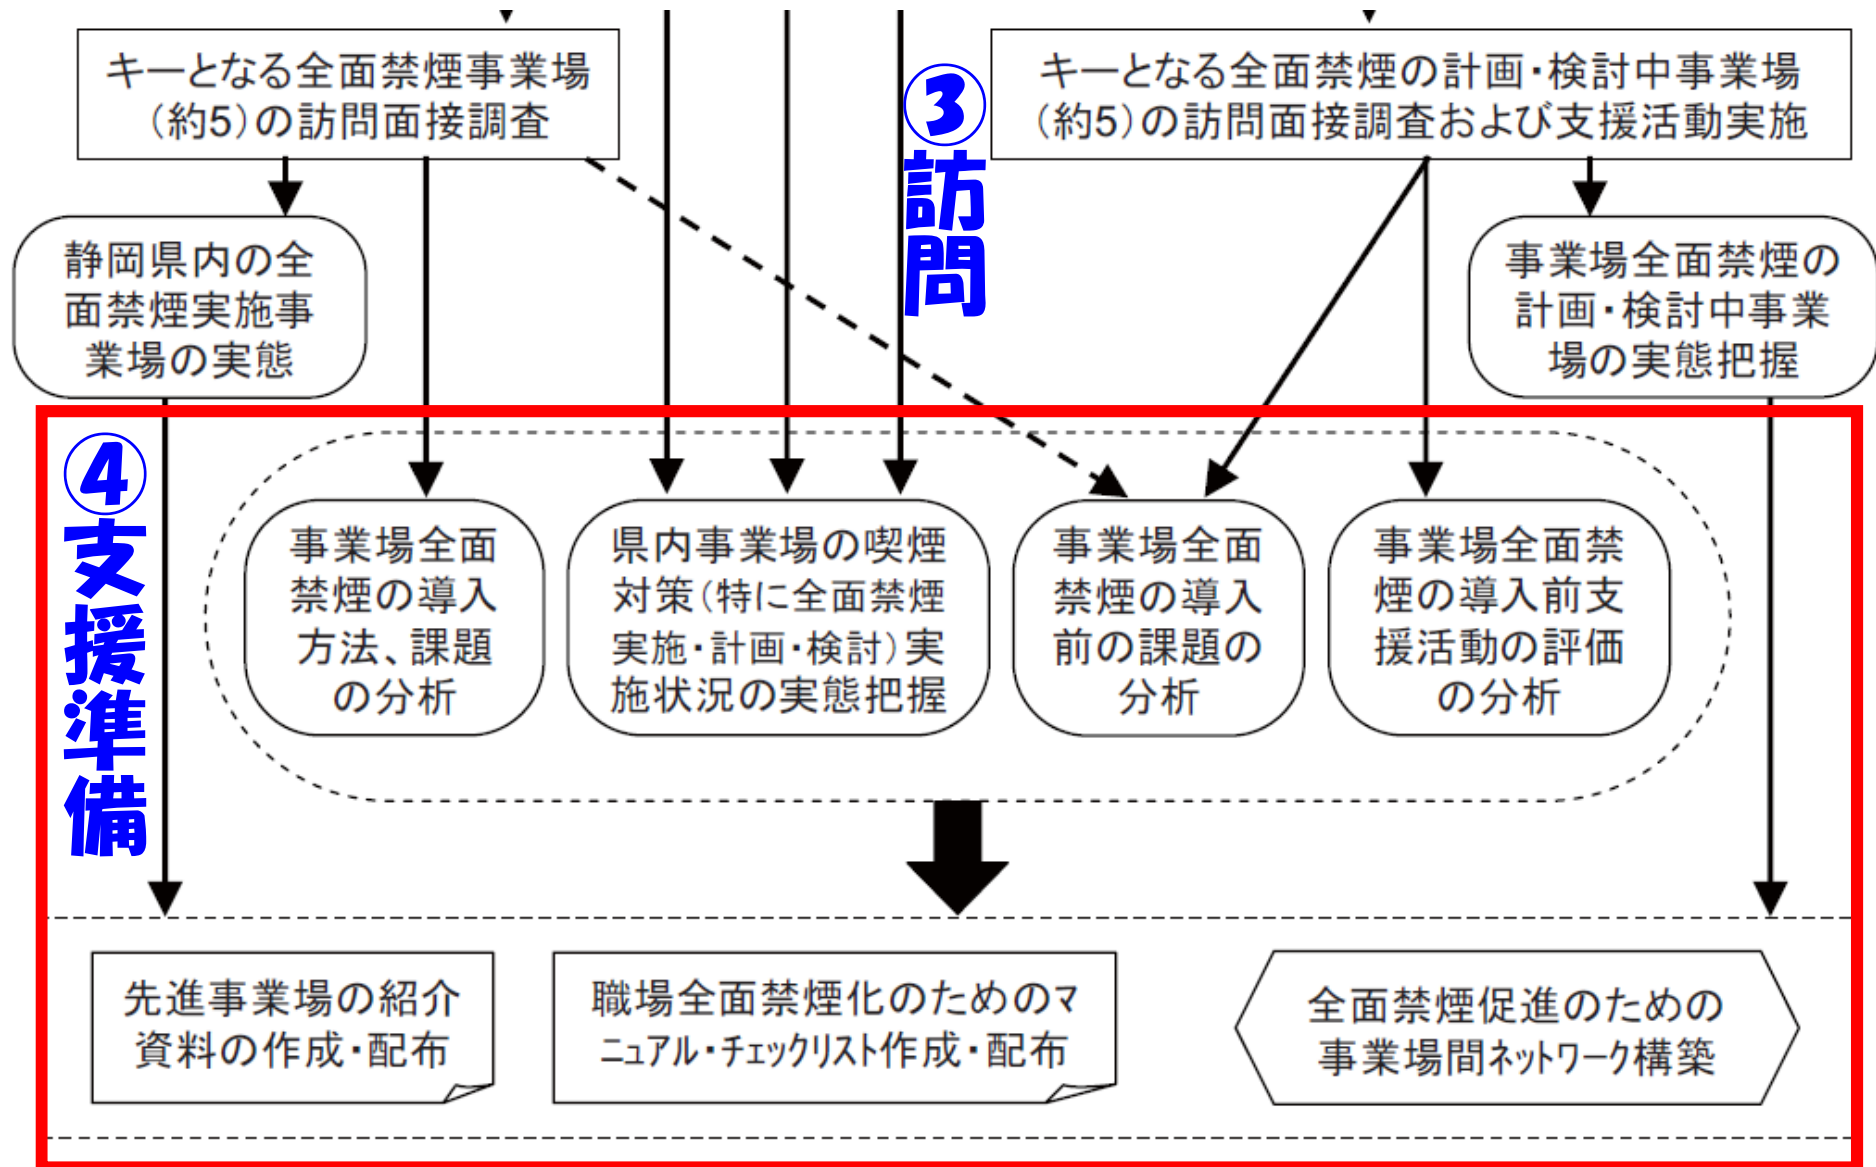 キーとなる全面禁煙事業場
（約5）の訪問面接調査
③訪問
キーとなる全面禁煙の計画・検討中事業場
（約5）の訪問面接調査および支援活動実施
静岡県内の全
面禁煙実施事
業場の実態
事業場全面禁煙の
計画・検討中事業
場の実態把握
④支援準備
事業場全面
禁煙の導入
方法、課題
の分析
県内事業場の喫煙
対策（特に全面禁煙
実施・計画・検討）実
施状況の実態把握
事業場全面
禁煙の導入
前の課題の
分析
事業場全面禁
煙の導入前支
援活動の評価
の分析
先進事業場の紹介
資料の作成・配布
職場全面禁煙化のためのマ
ニュアル・チェックリスト作成・配布
全面禁煙促進のための
事業場間ネットワーク構築